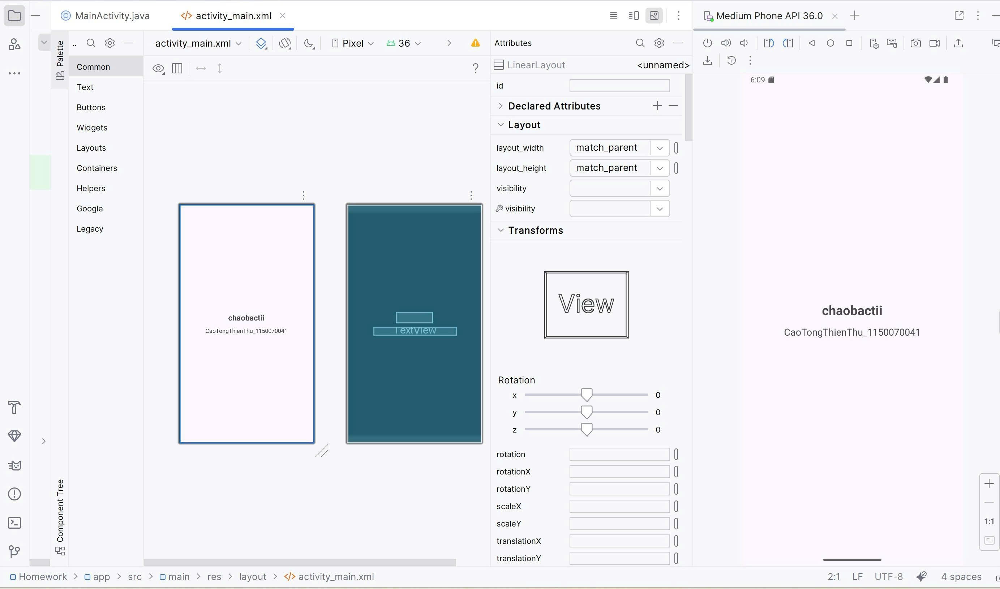 MainActivity.java
activity_main.xml
Medium Phone API 36.0
Palette
..
activity_main.xml
Pixel
36
Attributes
Common
Text
Buttons
Widgets
Layouts
Containers
Helpers
Google
Legacy
Component Tree
?
chaobactii
CaoTongThienThu_1150070041
TextView
LinearLayout
<unnamed>
id
Declared Attributes
Layout
layout_width match_parent
layout_height match_parent
visibility
visibility
Transforms
View
Rotation
x 0
y 0
z 0
rotation
rotationX
rotationY
scaleX
scaleY
translationX
translationY
6:09
chaobactii
CaoTongThienThu_1150070041
1:1
Homework > app > src > main > res > layout > activity_main.xml
2:1 LF UTF-8 4 spaces